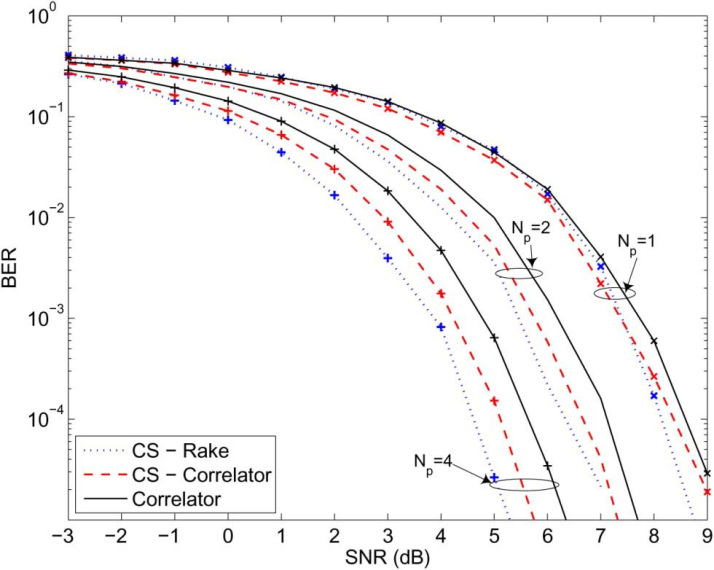 10^0
10^-1
10^-2
10^-3
10^-4
BER
N_p=2
N_p=1
N_p=4
CS - Rake
CS - Correlator
Correlator
-3 -2 -1 0 1 2 3 4 5 6 7 8 9
SNR (dB)